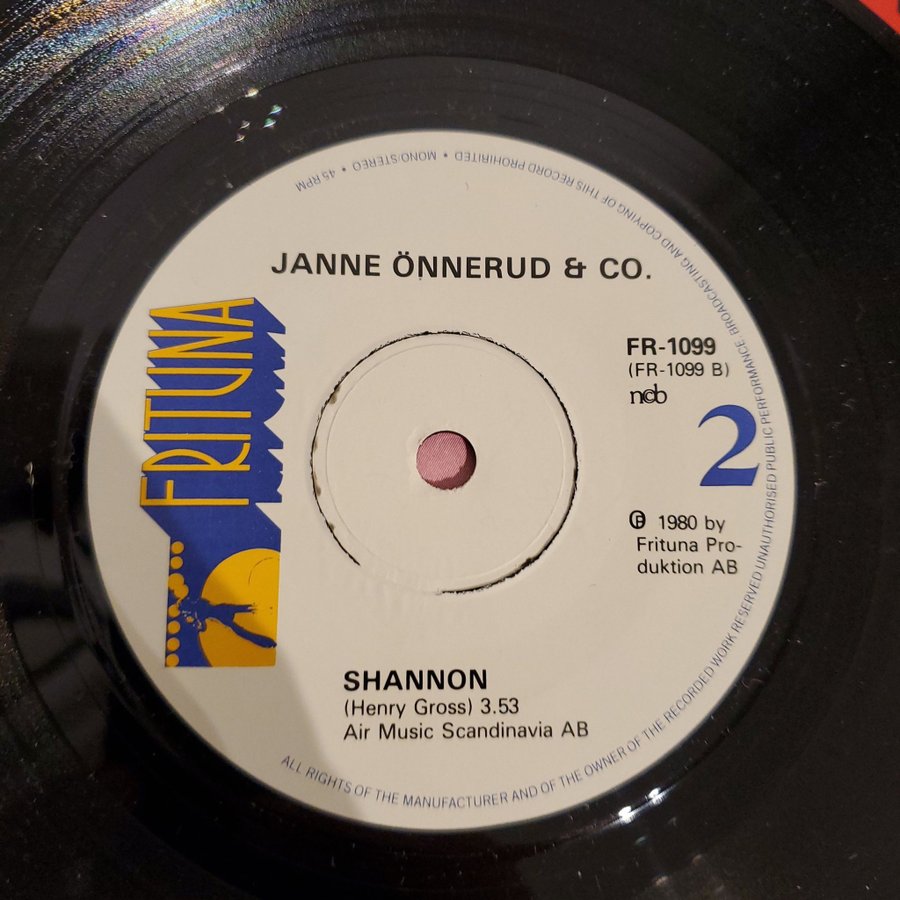 JANNE ÖNNERUD & CO.
FRITUNA
FR-1099
(FR-1099 B)
ncb
2
℗ 1980 by
Frituna Pro-
duktion AB
SHANNON
(Henry Gross) 3.53
Air Music Scandinavia AB
ALL RIGHTS OF THE MANUFACTURER AND OF THE OWNER OF THE RECORDED WORK RESERVED UNAUTHORISED PUBLIC PERFORMANCE, BROADCASTING AND COPYING OF THIS RECORD PROHIBITED • MONO/STEREO • 45 RPM